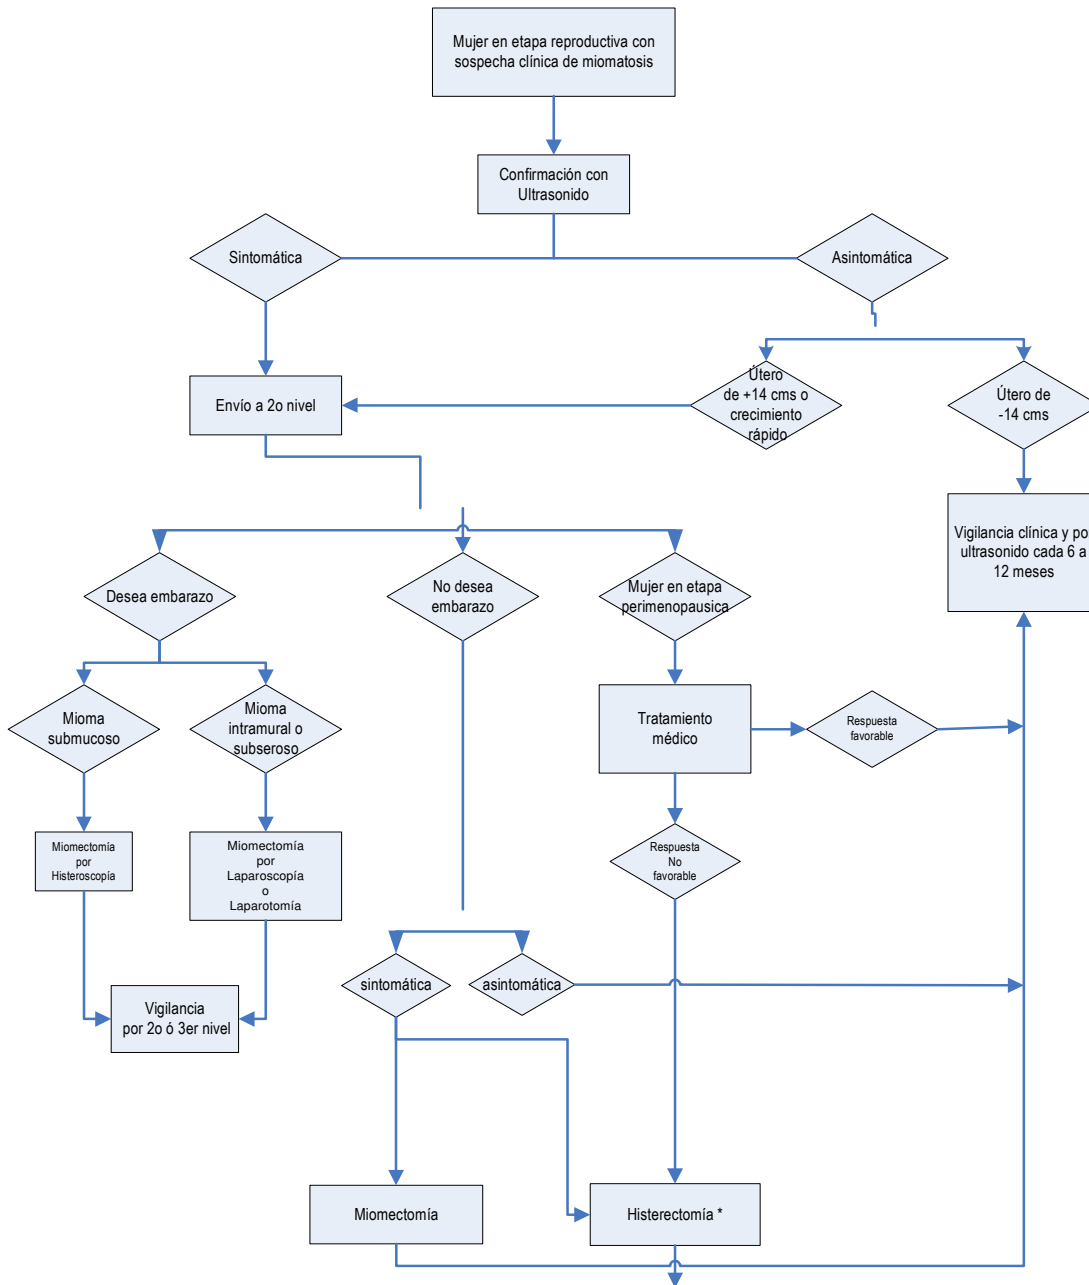 Mujer en etapa reproductiva con
sospecha clínica de miomatosis
Confirmación con
Ultrasonido
Sintomática
Asintomática
Útero
de +14 cms o
crecimiento
rápido
Útero de
-14 cms
Envío a 2o nivel
Vigilancia clínica y po
ultrasonido cada 6 a
12 meses
Desea embarazo
No desea
embarazo
Mujer en etapa
perimenopausica
Mioma
submucoso
Mioma
intramural o
subseroso
Tratamiento
médico
Respuesta
favorable
Miomectomía
por
Histeroscopía
Miomectomía
por
Laparoscopía
o
Laparotomía
Respuesta
No
favorable
sintomática
asintomática
Vigilancia
por 2o ó 3er nivel
Miomectomía
Histerectomía *